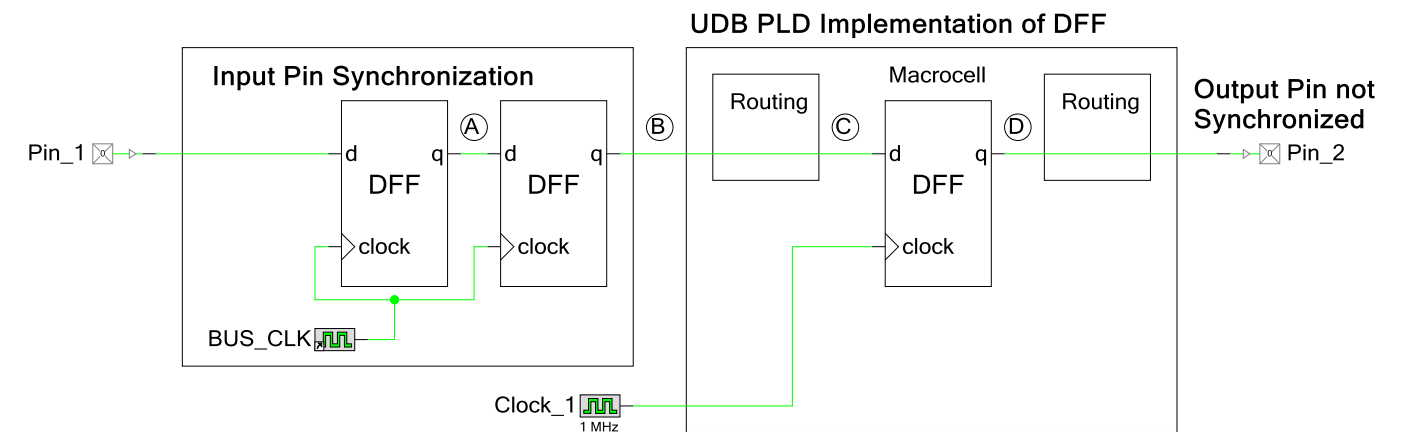 UDB PLD Implementation of DFF
Input Pin Synchronization
Macrocell
Output Pin not
Synchronized
Routing
Routing
A
B
C
D
Pin_1
d
q
d
q
d
q
Pin_2
DFF
DFF
DFF
clock
clock
clock
BUS_CLK
Clock_1
1 MHz